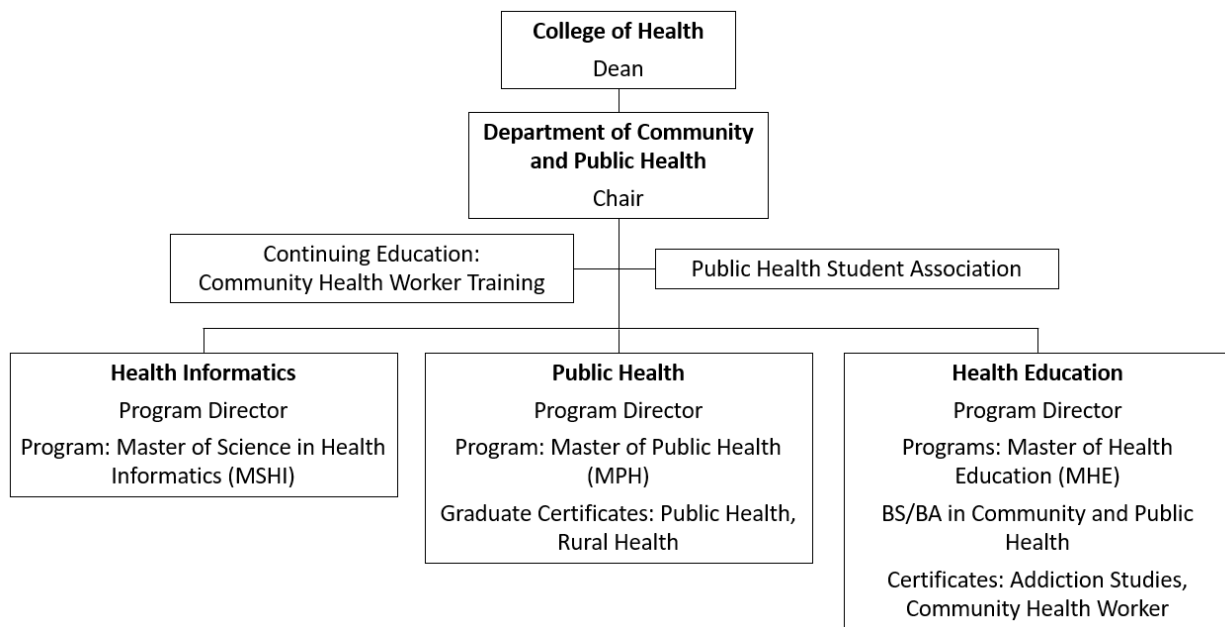 College of Health
Dean
Department of Community
and Public Health
Chair
Continuing Education:
Community Health Worker Training
Public Health Student Association
Health Informatics
Program Director
Program: Master of Science in Health
Informatics (MSHI)
Public Health
Program Director
Program: Master of Public Health
(MPH)
Graduate Certificates: Public Health,
Rural Health
Health Education
Program Director
Programs: Master of Health
Education (MHE)
BS/BA in Community and Public
Health
Certificates: Addiction Studies,
Community Health Worker